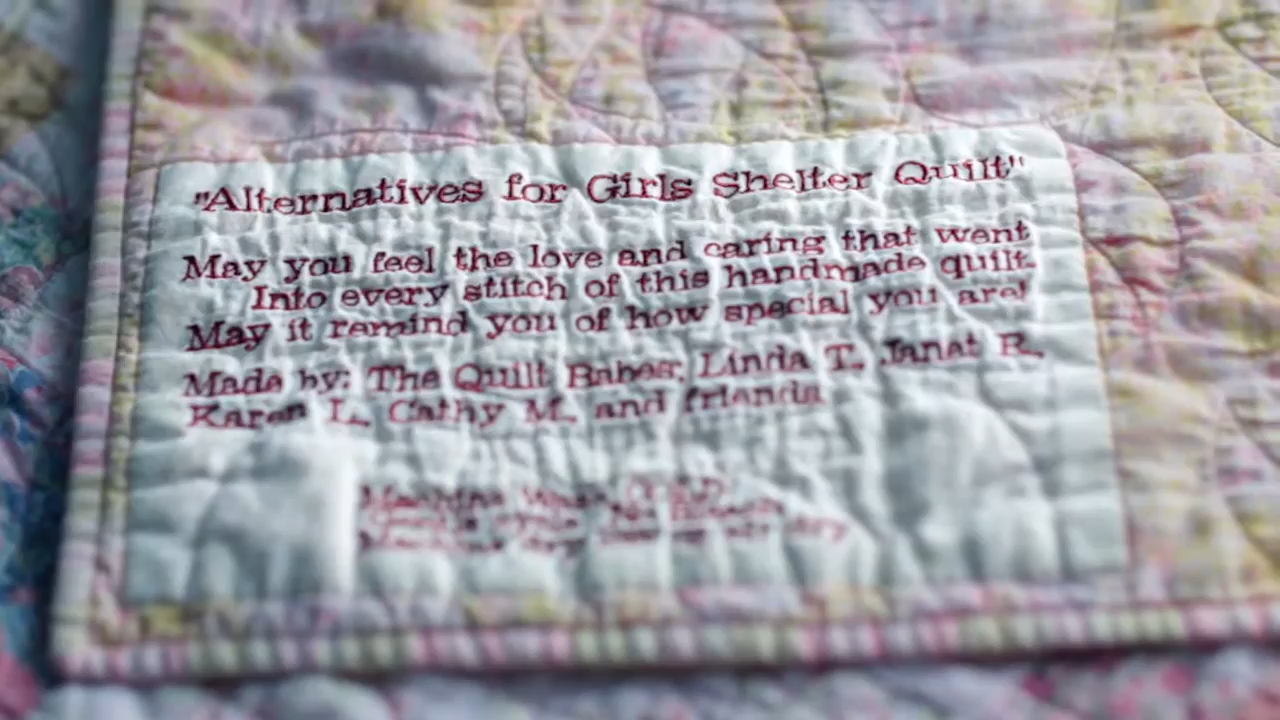 "Alternatives for Girls Shelter Quilt"
May you feel the love and caring that went
Into every stitch of this handmade quilt.
May it remind you of how special you are!
Made by: The Quilt Babes: Linda T. Janet R.,
Karen L., Cathy M., and friends
Machine Wash